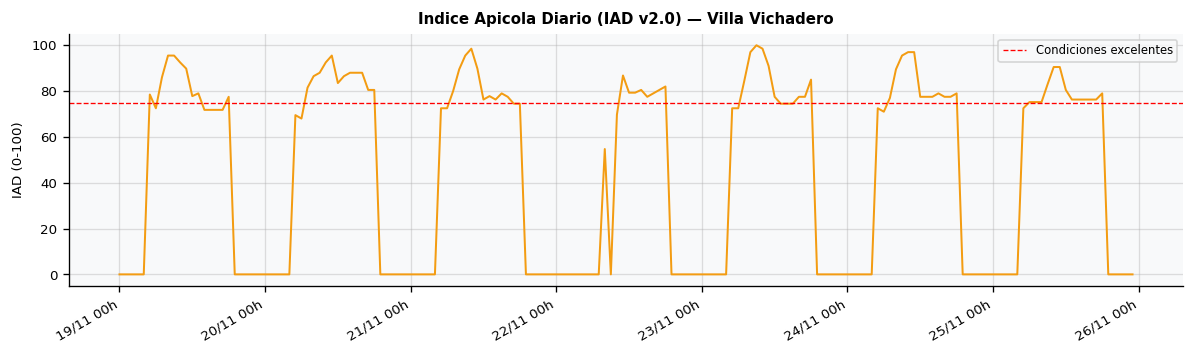 Indice Apicola Diario (IAD v2.0) — Villa Vichadero
Condiciones excelentes
IAD (0-100)
100
80
60
40
20
0
19/11 00h
20/11 00h
21/11 00h
22/11 00h
23/11 00h
24/11 00h
25/11 00h
26/11 00h